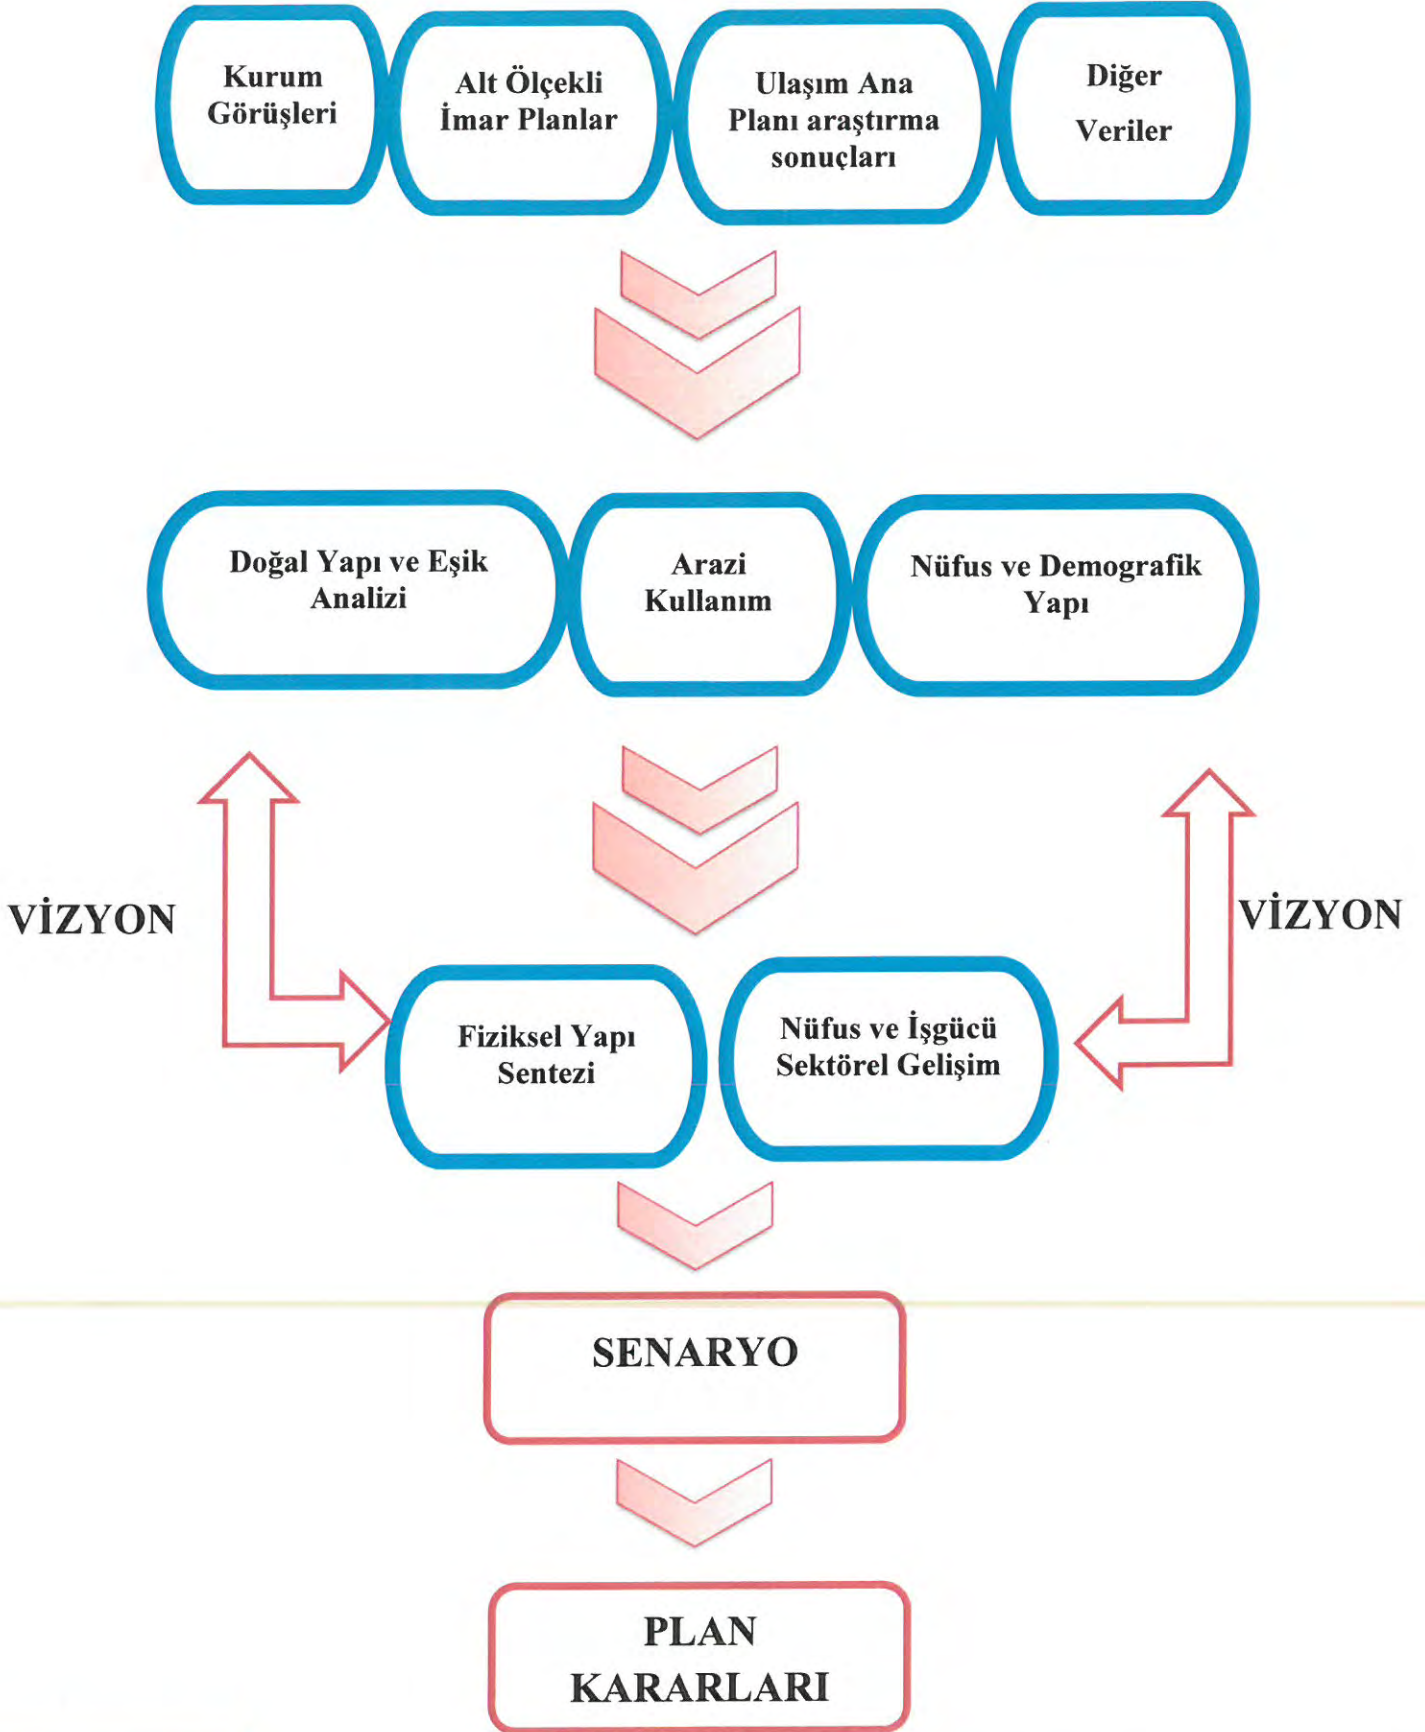 Kurum
Görüşleri
Alt Ölçekli
İmar Planlar
Ulaşım Ana
Planı araştırma
sonuçları
Diğer
Veriler
Doğal Yapı ve Eşik
Analizi
Arazi
Kullanım
Nüfus ve Demografik
Yapı
VİZYON
VİZYON
Fiziksel Yapı
Sentezi
Nüfus ve İşgücü
Sektörel Gelişim
SENARYO
PLAN
KARARLARI